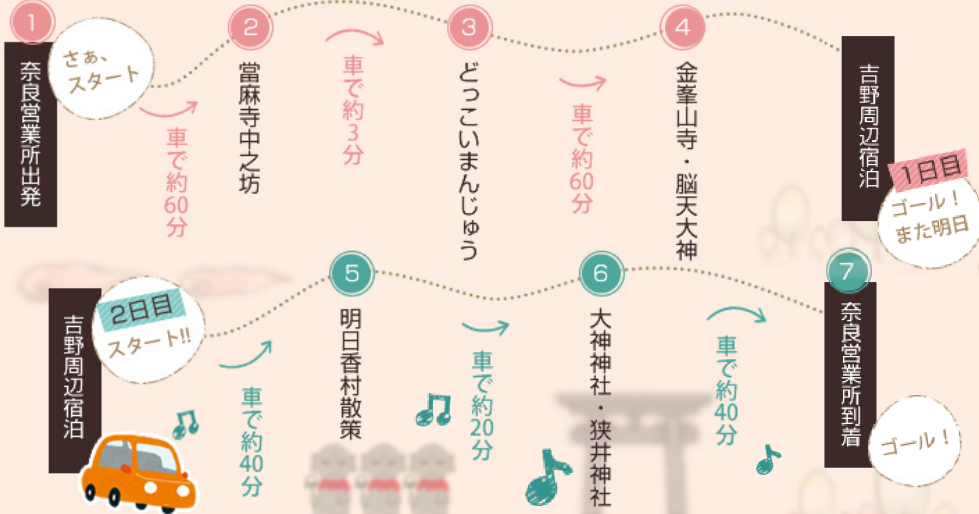 1
奈良営業所出発
さぁ、
スタート
車で約60分
2
當麻寺中之坊
車で約3分
3
どっこいまんじゅう
車で約60分
4
金峯山寺・脳天大神
吉野周辺宿泊
1日目
ゴール！
また明日
吉野周辺宿泊
2日目
スタート!!
車で約40分
5
明日香村散策
車で約20分
6
大神神社・狭井神社
車で約40分
7
奈良営業所到着
ゴール！